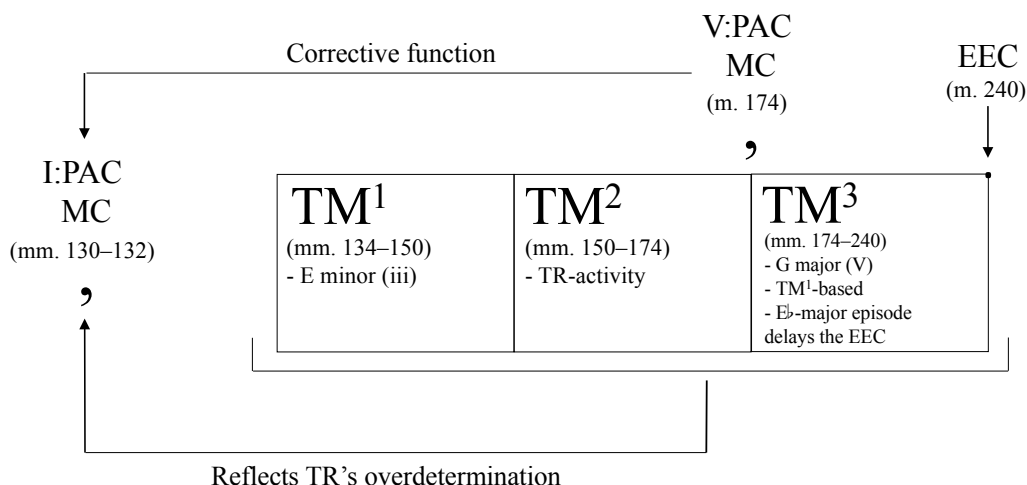 Corrective function
V:PAC
MC
(m. 174)
EEC
(m. 240)
I:PAC
MC
(mm. 130–132)
,
,
TM1
(mm. 134–150)
- E minor (iii)
TM2
(mm. 150–174)
- TR-activity
TM3
(mm. 174–240)
- G major (V)
- TM1-based
- E♭-major episode
delays the EEC
Reflects TR’s overdetermination